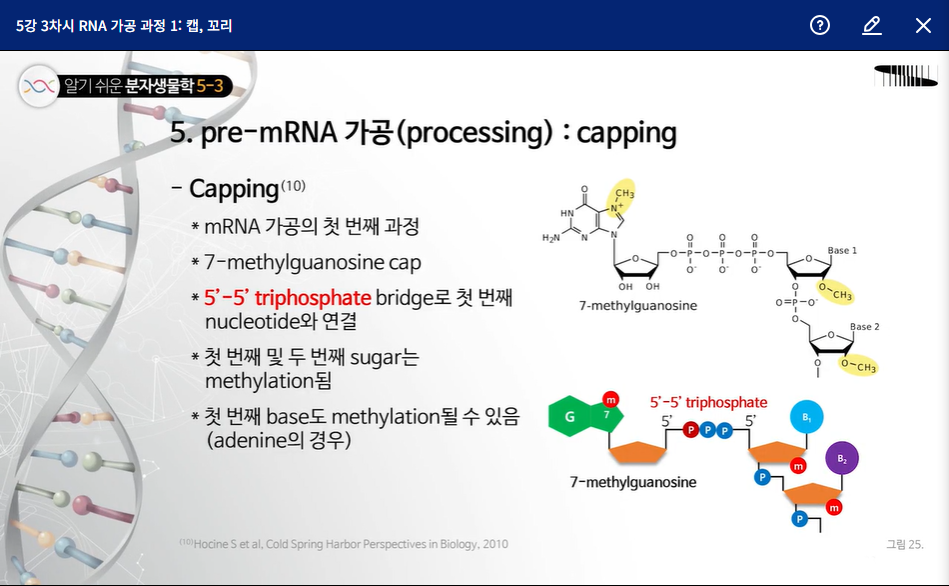 5강 3차시 RNA 가공 과정 1: 캡, 꼬리
알기 쉬운 분자생물학 5-3
5. pre-mRNA 가공(processing) : capping
- Capping(10)
* mRNA 가공의 첫 번째 과정
* 7-methylguanosine cap
* 5’-5’ triphosphate bridge로 첫 번째
nucleotide와 연결
* 첫 번째 및 두 번째 sugar는
methylation됨
* 첫 번째 base도 methylation될 수 있음
(adenine의 경우)
O
CH3
HN
N+
H2N
N
N
O
OH OH
O P O P O P O
O O O
O- O- O-
7-methylguanosine
O
Base 1
O
O
CH3
O=P-O-
O
O
Base 2
O
O
CH3
G
7
m
5’-5’ triphosphate
5’
P P P
5’
B1
m
P
B2
m
P
7-methylguanosine
(10)Hocine S et al, Cold Spring Harbor Perspectives in Biology, 2010
그림 25.